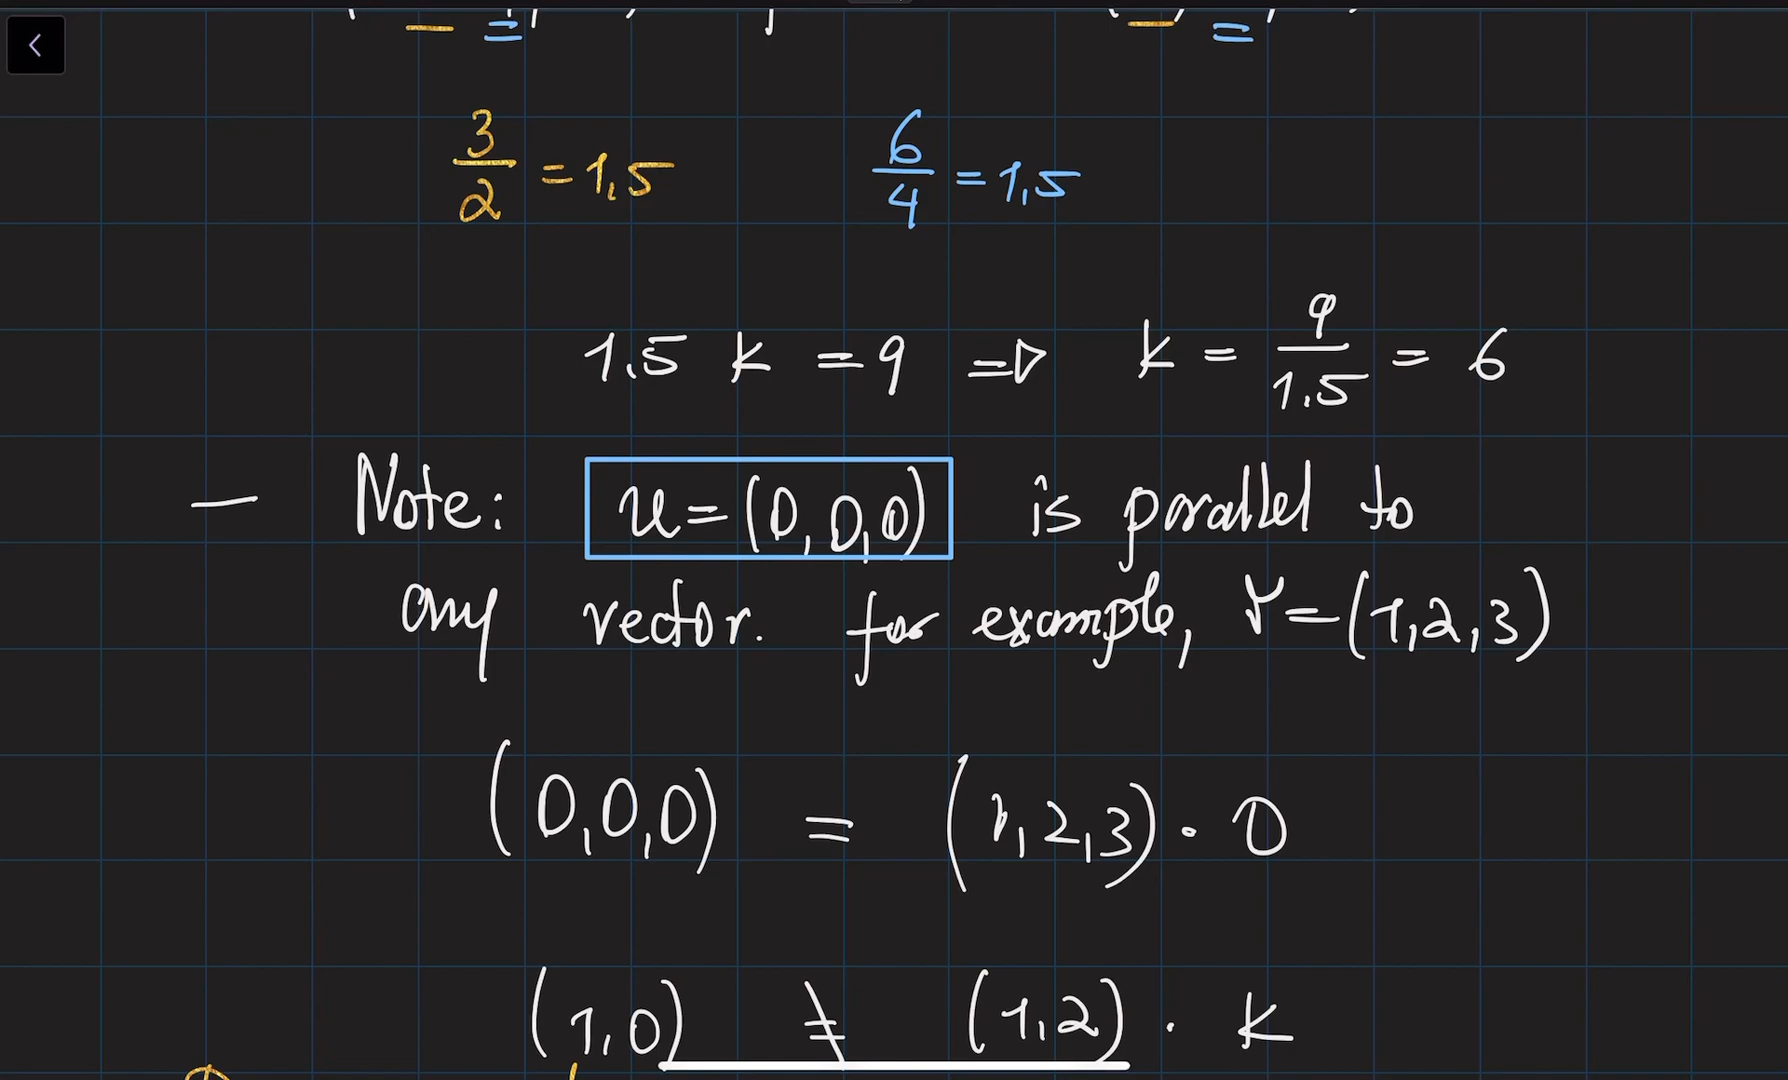 3/2 = 1,5    6/4 = 1,5
1.5 k = 9 => k = 9/1.5 = 6
— Note: u = (0, 0, 0) is parallel to
any vector. for example, v = (1, 2, 3)
(0, 0, 0) = (1, 2, 3) · 0
(1, 0) ≠ (1, 2) · k